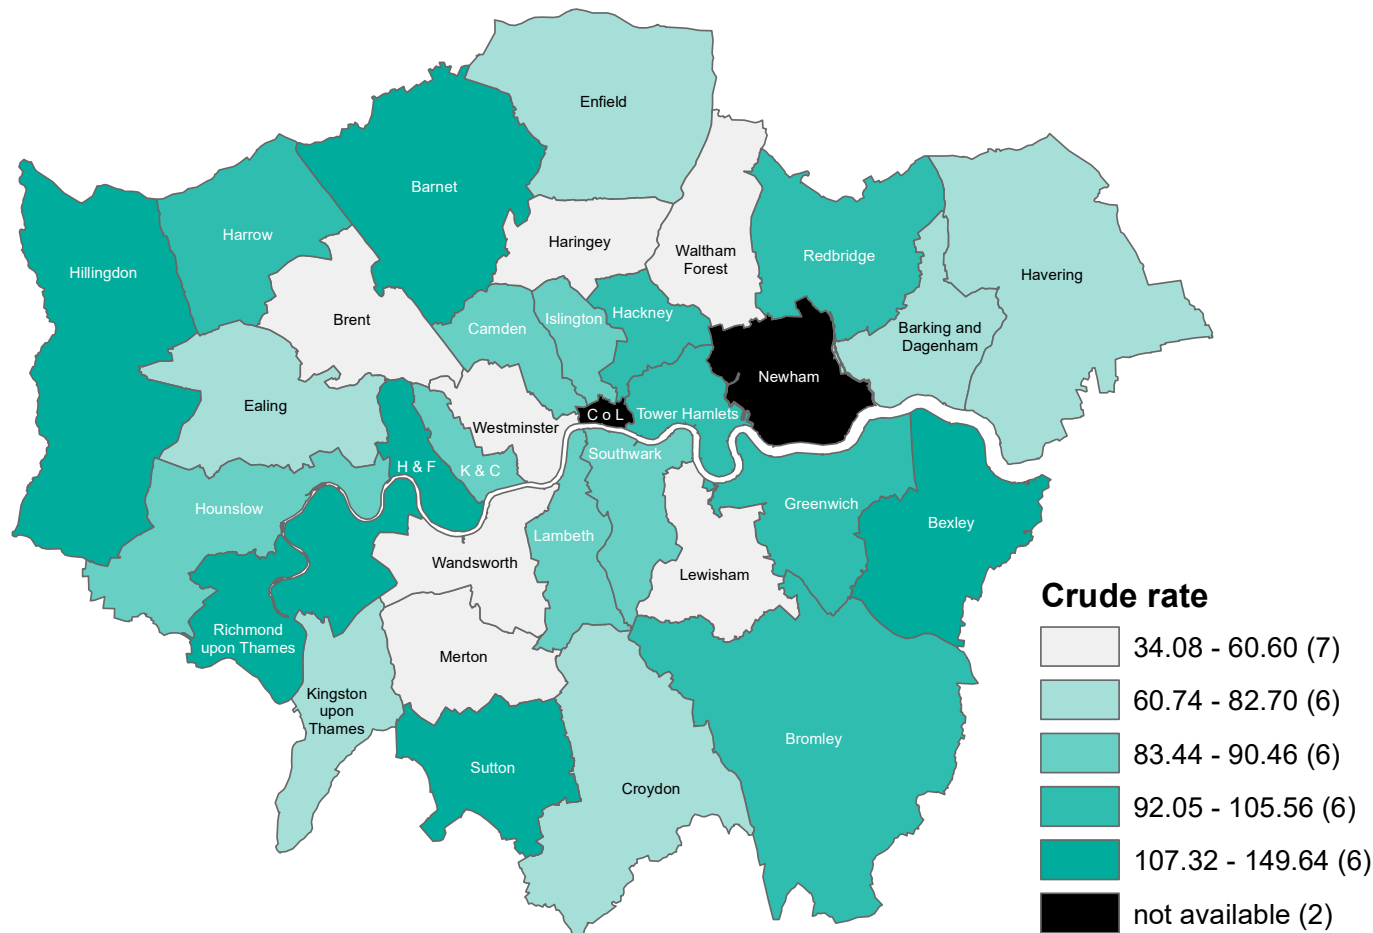 Enfield
Barnet
Harrow
Haringey
Waltham
Forest
Redbridge
Hillingdon
Havering
Brent
Camden
Islington
Hackney
Barking and
Dagenham
Newham
Ealing
Westminster
C o L
Tower Hamlets
H & F
K & C
Southwark
Hounslow
Greenwich
Bexley
Lambeth
Wandsworth
Lewisham
Richmond
upon Thames
Merton
Kingston
upon
Thames
Bromley
Sutton
Croydon
Crude rate
34.08 - 60.60 (7)
60.74 - 82.70 (6)
83.44 - 90.46 (6)
92.05 - 105.56 (6)
107.32 - 149.64 (6)
not available (2)